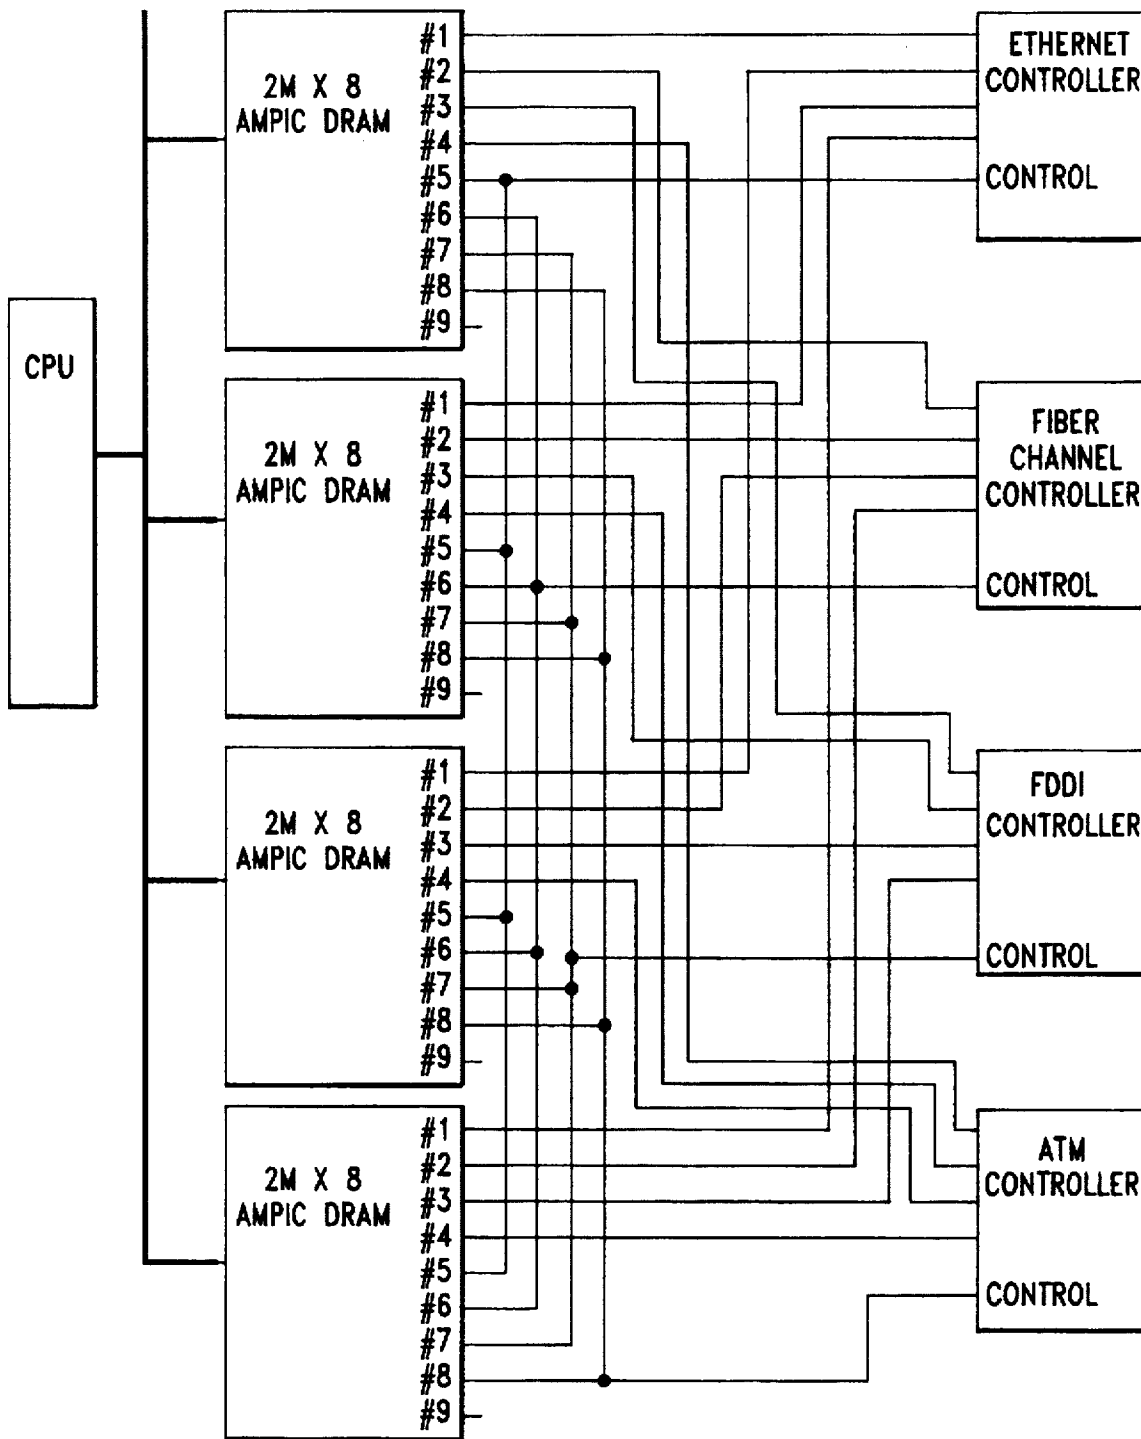 CPU
2M X 8
AMPIC DRAM
#1
#2
#3
#4
#5
#6
#7
#8
#9
2M X 8
AMPIC DRAM
#1
#2
#3
#4
#5
#6
#7
#8
#9
2M X 8
AMPIC DRAM
#1
#2
#3
#4
#5
#6
#7
#8
#9
2M X 8
AMPIC DRAM
#1
#2
#3
#4
#5
#6
#7
#8
#9
ETHERNET
CONTROLLER
CONTROL
FIBER
CHANNEL
CONTROLLER
CONTROL
FDDI
CONTROLLER
CONTROL
ATM
CONTROLLER
CONTROL